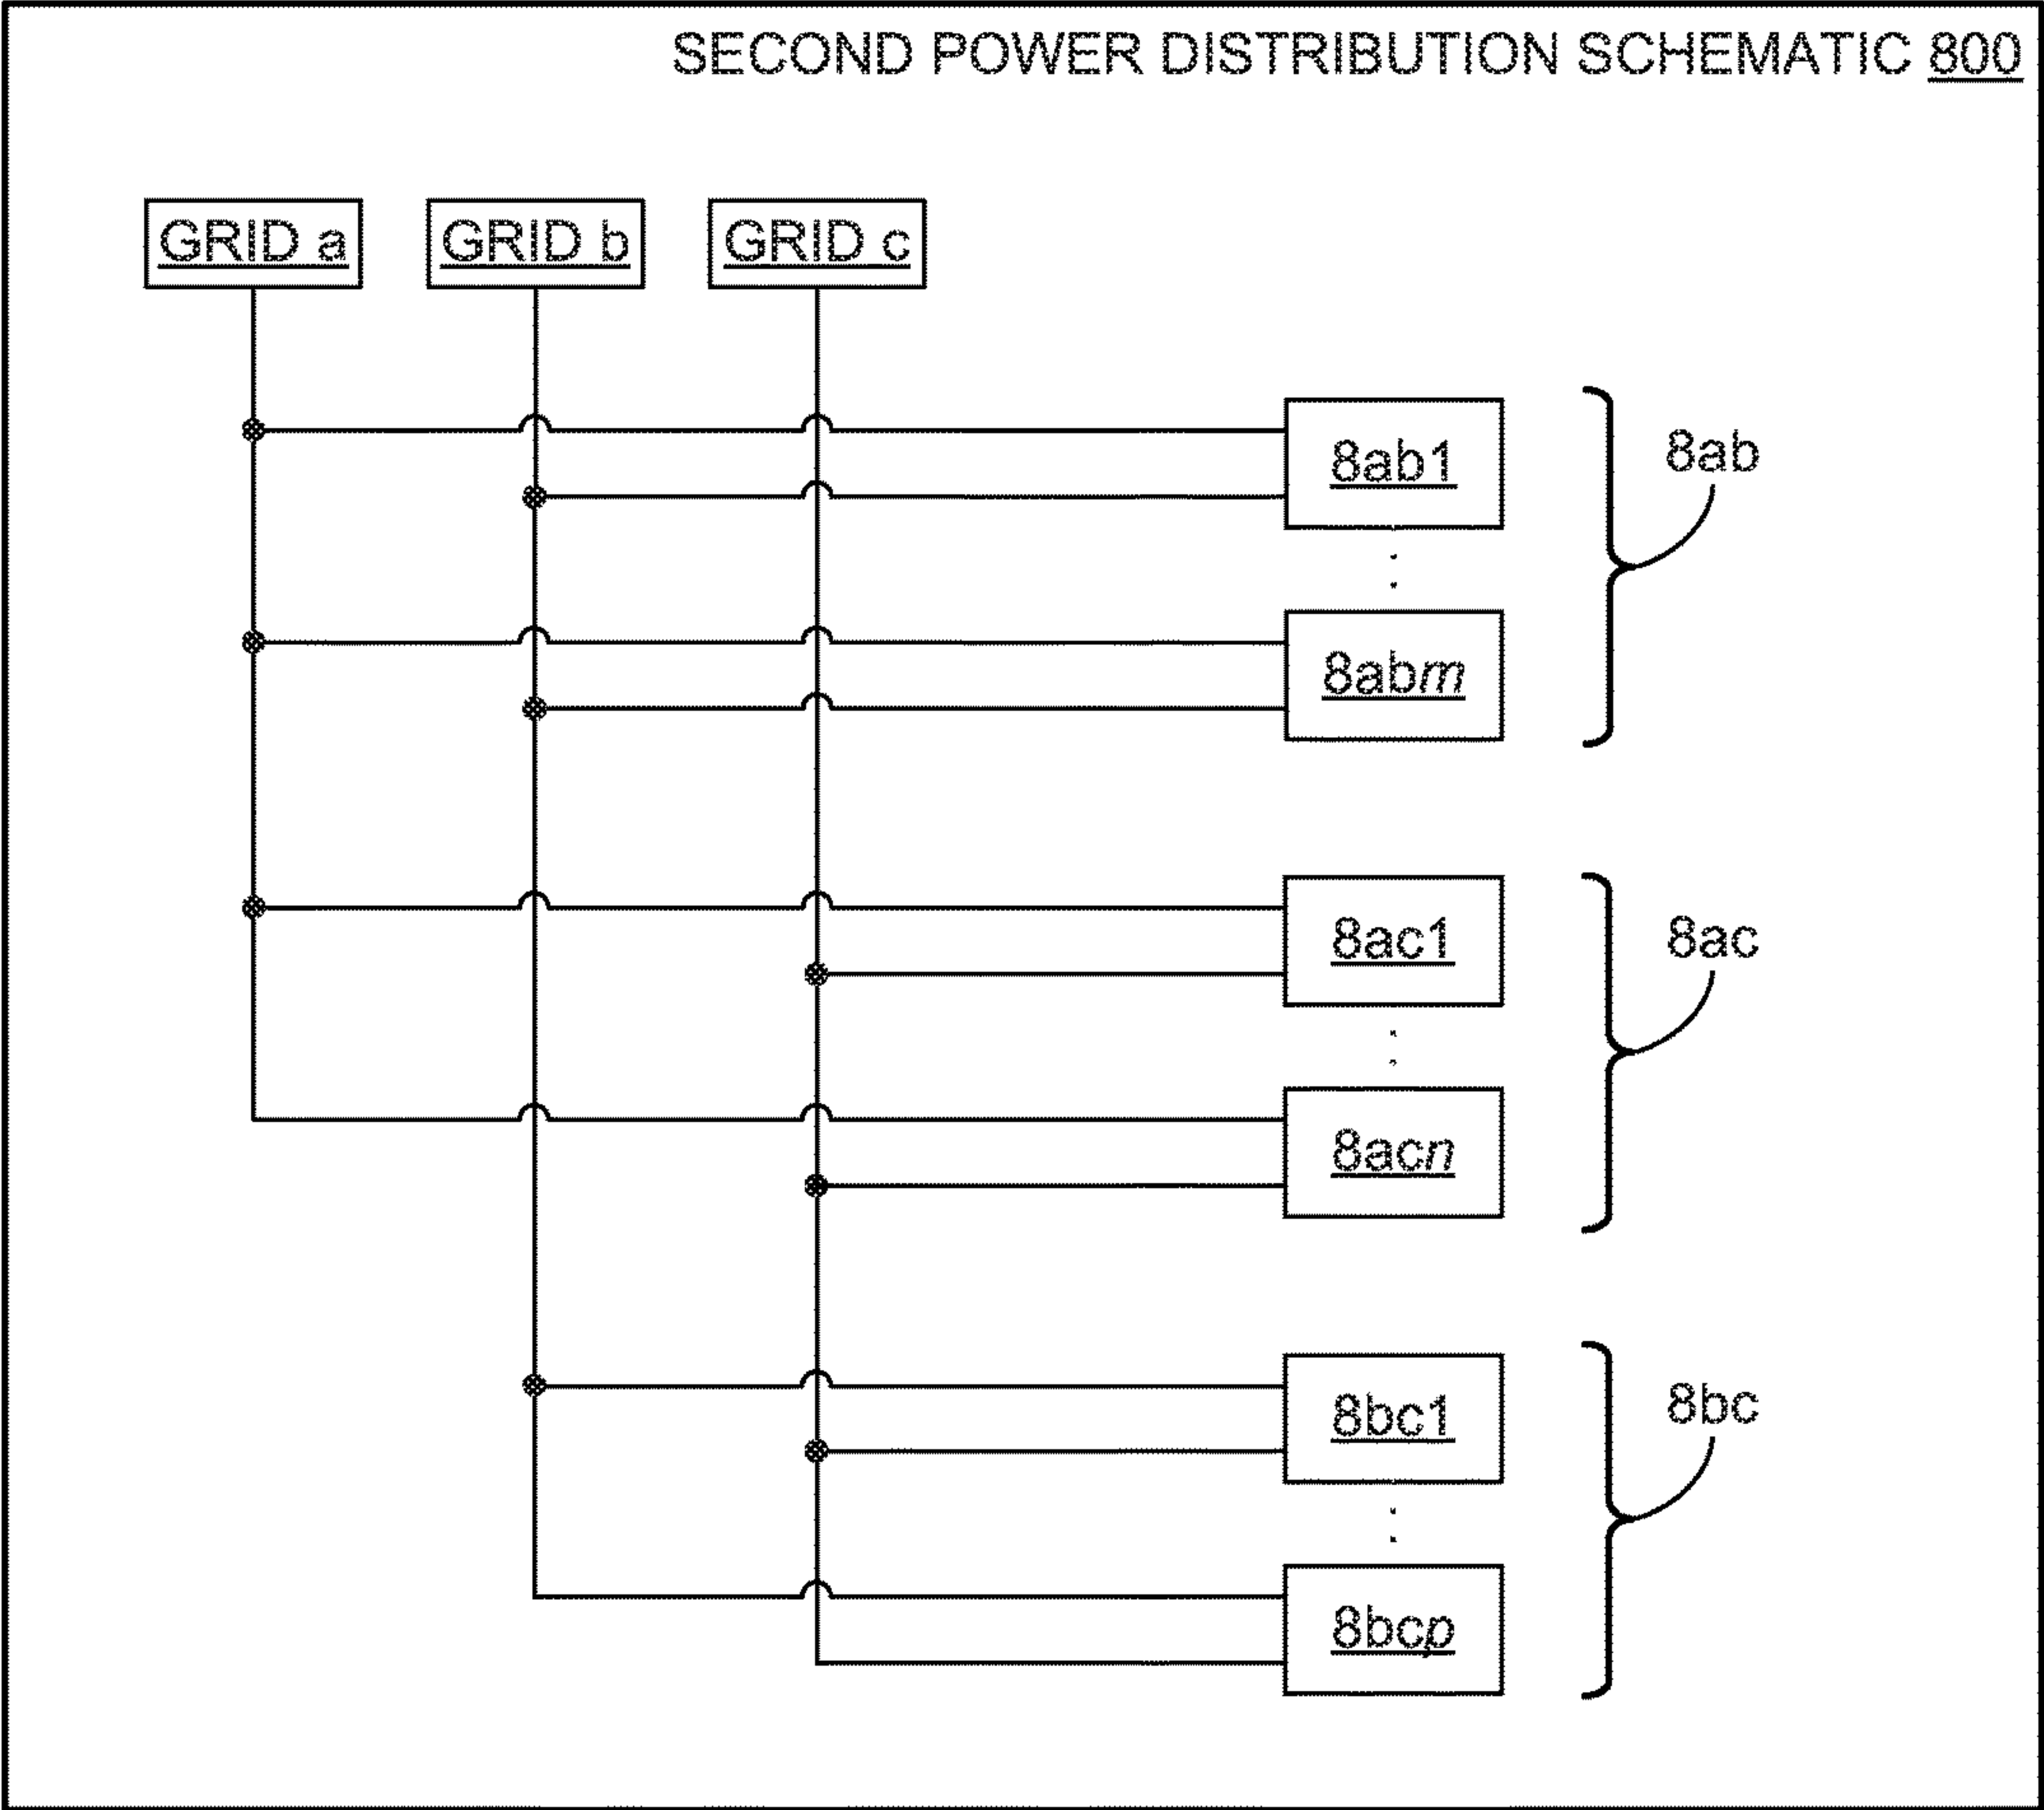 SECOND POWER DISTRIBUTION SCHEMATIC 800
GRID a GRID b GRID c
8ab1
8ab
8abm
8ac1
8ac
8acn
8bc1
8bc
8bcp